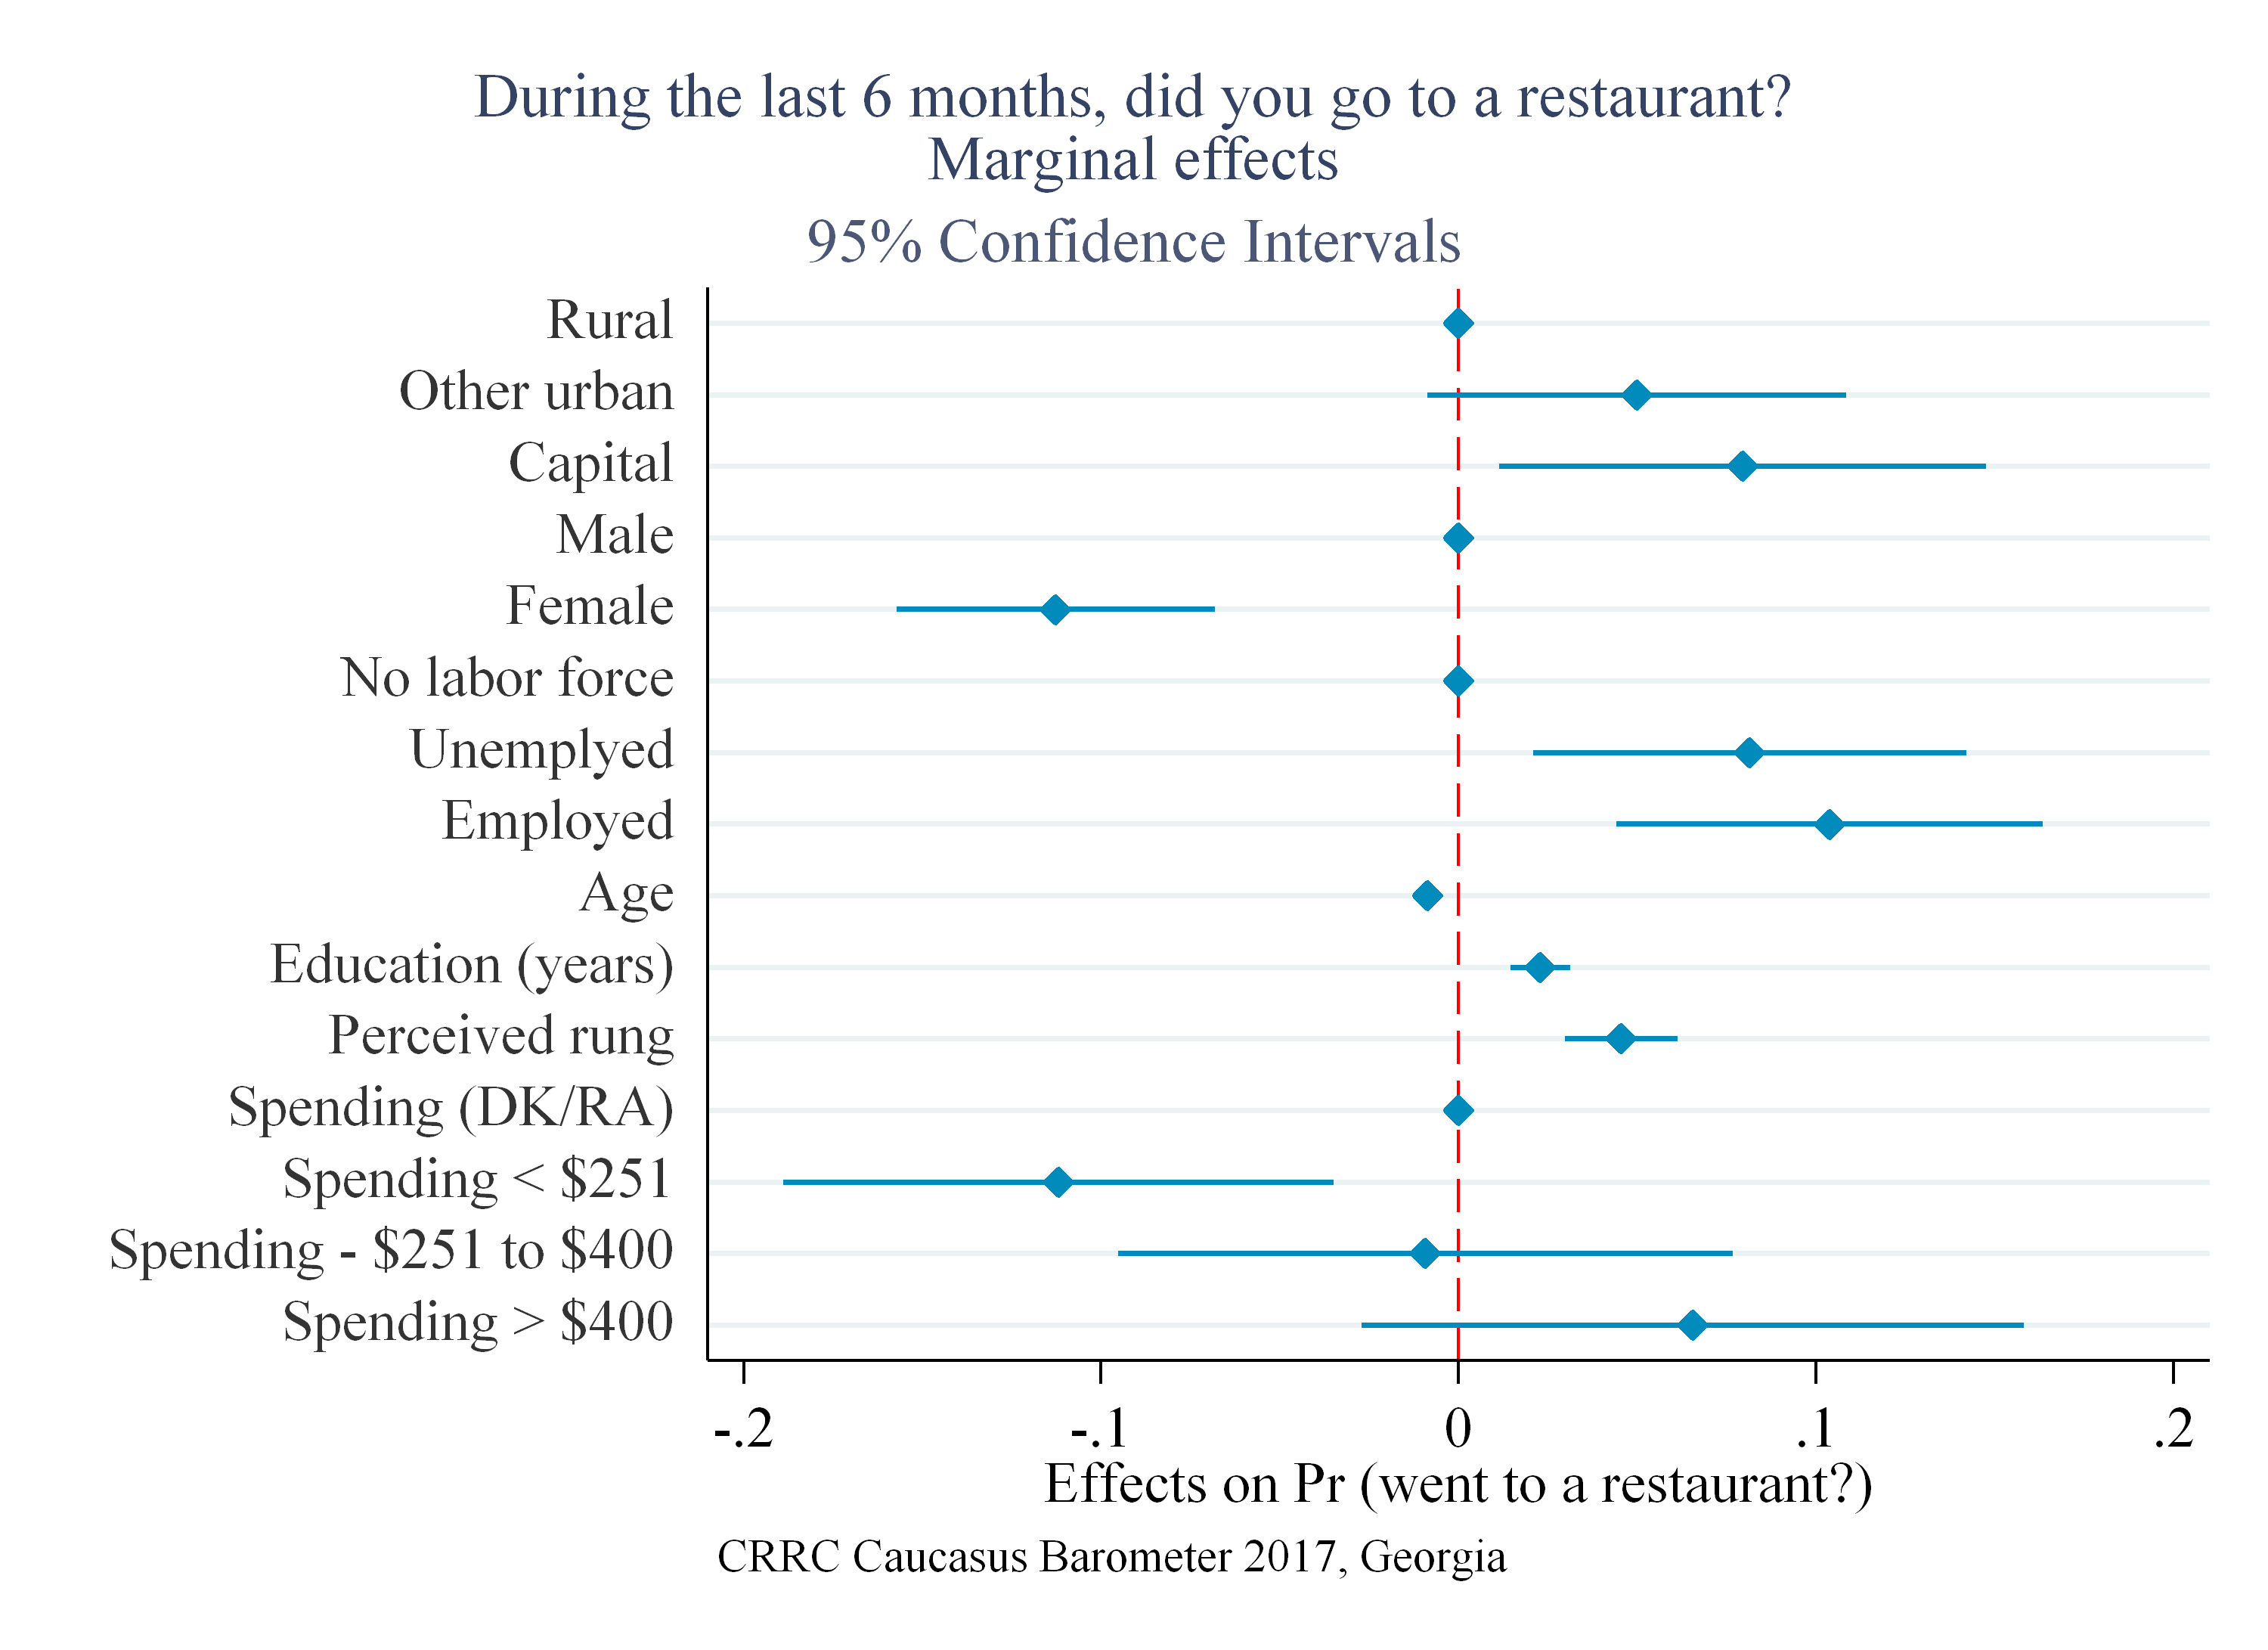 During the last 6 months, did you go to a restaurant?
Marginal effects
95% Confidence Intervals
Rural
Other urban
Capital
Male
Female
No labor force
Unemplyed
Employed
Age
Education (years)
Perceived rung
Spending (DK/RA)
Spending < $251
Spending - $251 to $400
Spending > $400
-.2 -.1 0 .1 .2
Effects on Pr (went to a restaurant?)
CRRC Caucasus Barometer 2017, Georgia